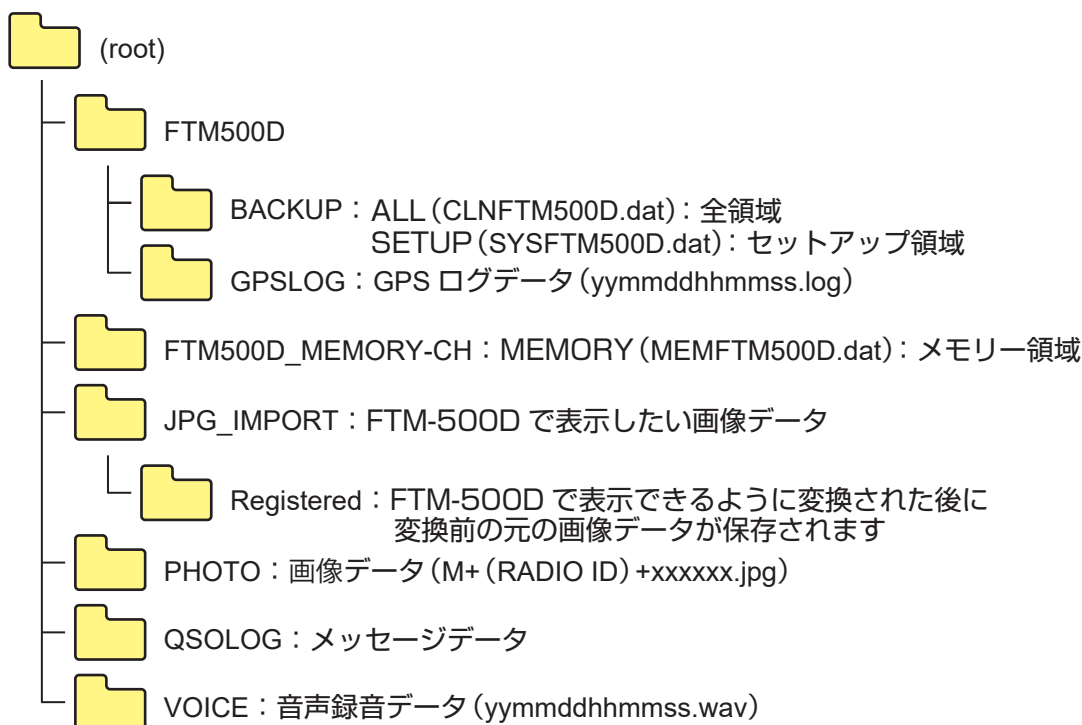 (root)
FTM500D
BACKUP：ALL（CLNFTM500D.dat）：全領域
SETUP（SYSFTM500D.dat）：セットアップ領域
GPSLOG：GPS ログデータ（yymmddhhmmss.log）
FTM500D_MEMORY-CH：MEMORY（MEMFTM500D.dat）：メモリー領域
JPG_IMPORT：FTM-500D で表示したい画像データ
Registered：FTM-500D で表示できるように変換された後に
変換前の元の画像データが保存されます
PHOTO：画像データ（M+（RADIO ID）+xxxxxx.jpg）
QSOLOG：メッセージデータ
VOICE：音声録音データ（yymmddhhmmss.wav）